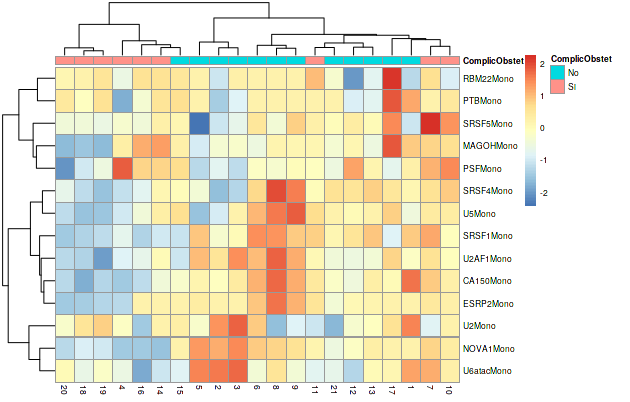 ComplicObstet
RBM22Mono
PTBMono
SRSF5Mono
MAGOHMono
PSFMono
SRSF4Mono
U5Mono
SRSF1Mono
U2AF1Mono
CA150Mono
ESRP2Mono
U2Mono
NOVA1Mono
U6atacMono
20 18 19 4 16 14 15 5 2 3 6 8 9 11 21 12 13 17 1 7 10
2
1
0
-1
-2
ComplicObstet
No
Si